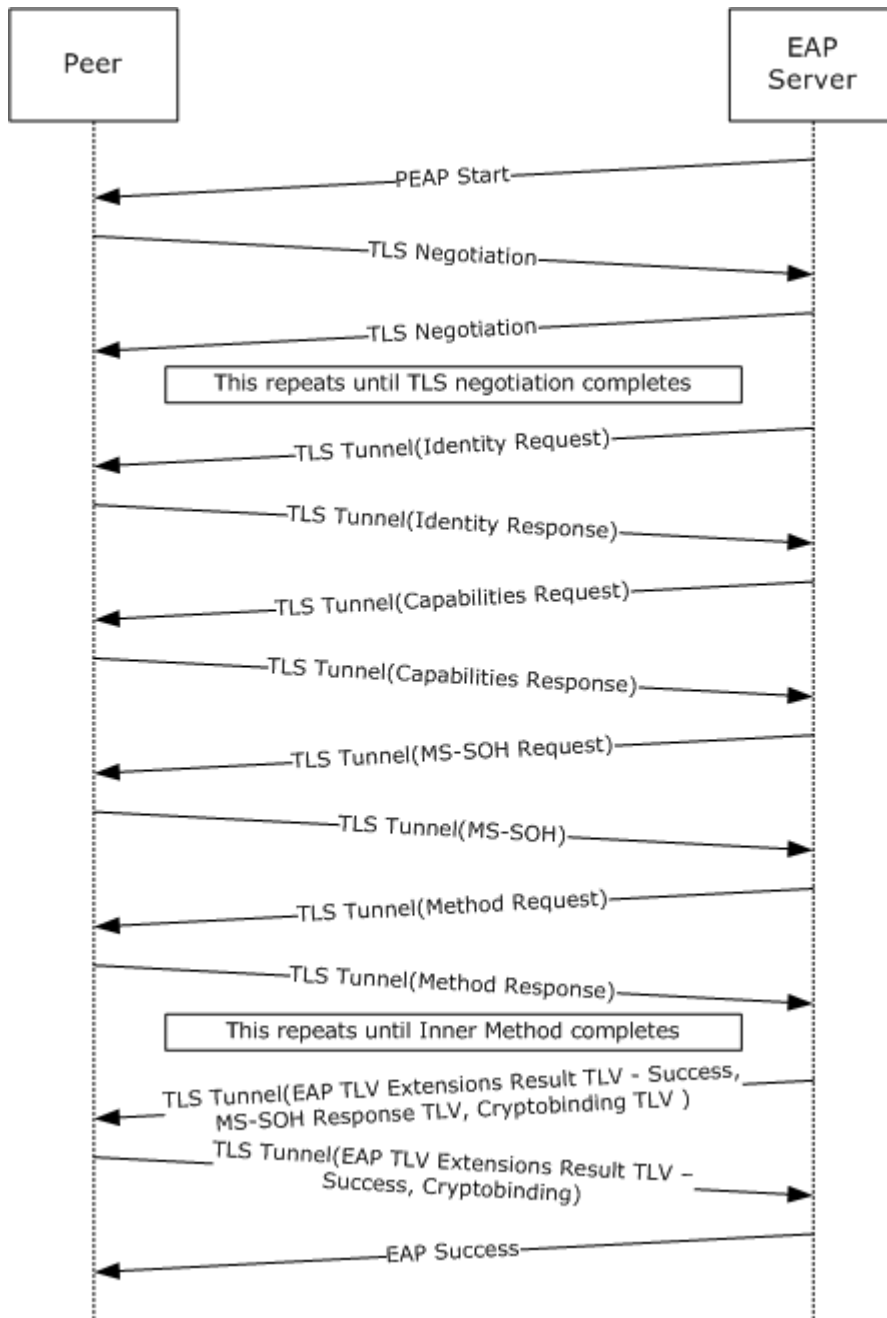 Peer
EAP
Server
PEAP Start
TLS Negotiation
TLS Negotiation
This repeats until TLS negotiation completes
TLS Tunnel(Identity Request)
TLS Tunnel(Identity Response)
TLS Tunnel(Capabilities Request)
TLS Tunnel(Capabilities Response)
TLS Tunnel(MS-SOH Request)
TLS Tunnel(MS-SOH)
TLS Tunnel(Method Request)
TLS Tunnel(Method Response)
This repeats until Inner Method completes
TLS Tunnel(EAP TLV Extensions Result TLV - Success,
MS-SOH Response TLV, Cryptobinding TLV )
TLS Tunnel(EAP TLV Extensions Result TLV –
Success, Cryptobinding)
EAP Success